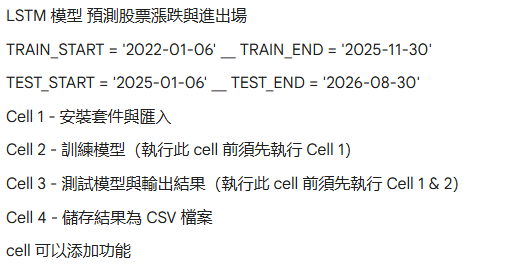 LSTM 模型 預測股票漲跌與進出場
TRAIN_START = '2022-01-06' __ TRAIN_END = '2025-11-30'
TEST_START = '2025-01-06' __ TEST_END = '2026-08-30'
Cell 1 - 安裝套件與匯入
Cell 2 - 訓練模型（執行此 cell 前須先執行 Cell 1)
Cell 3 - 測試模型與輸出結果（執行此 cell 前須先執行 Cell 1 & 2）
Cell 4 - 儲存結果為 CSV 檔案
cell 可以添加功能